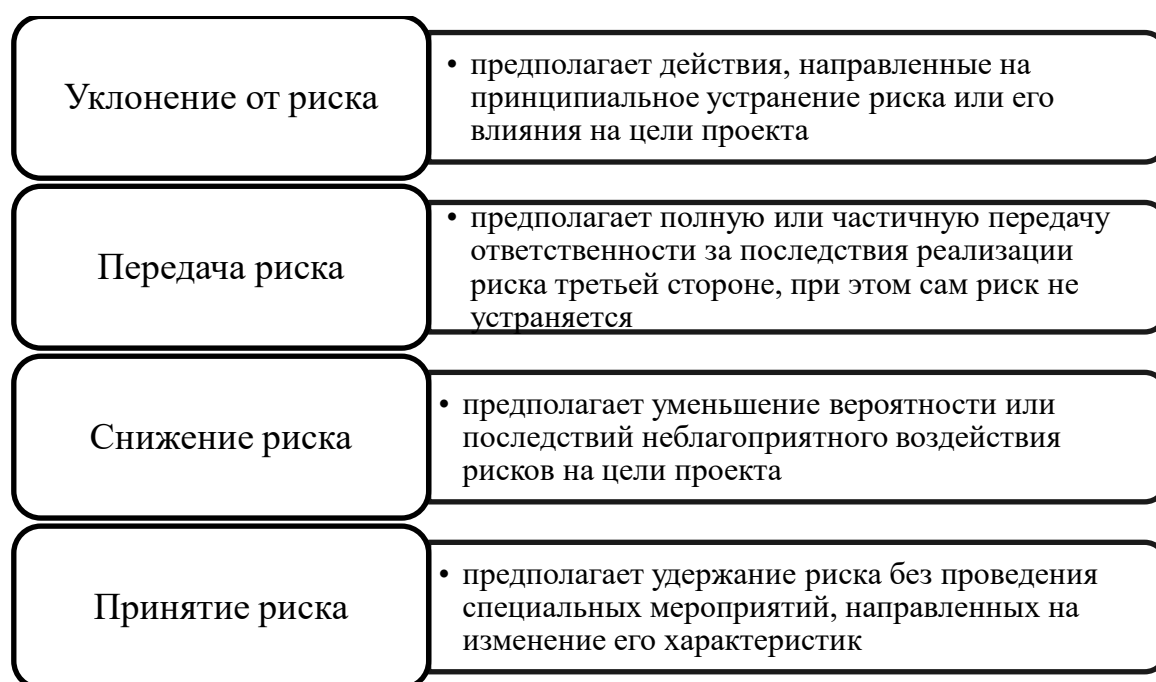 Уклонение от риска
• предполагает действия, направленные на
принципиальное устранение риска или его
влияния на цели проекта
Передача риска
• предполагает полную или частичную передачу
ответственности за последствия реализации
риска третьей стороне, при этом сам риск не
устраняется
Снижение риска
• предполагает уменьшение вероятности или
последствий неблагоприятного воздействия
рисков на цели проекта
Принятие риска
• предполагает удержание риска без проведения
специальных мероприятий, направленных на
изменение его характеристик